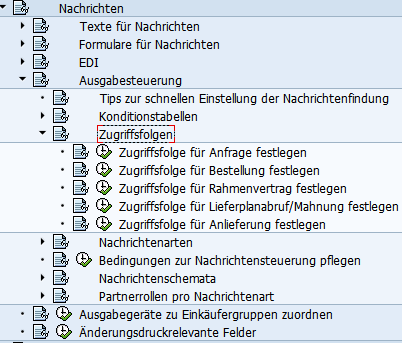 Nachrichten
Texte für Nachrichten
Formulare für Nachrichten
EDI
Ausgabesteuerung
Tips zur schnellen Einstellung der Nachrichtenfindung
Konditionstabellen
Zugriffsfolgen
Zugriffsfolge für Anfrage festlegen
Zugriffsfolge für Bestellung festlegen
Zugriffsfolge für Rahmenvertrag festlegen
Zugriffsfolge für Lieferplanabruf/Mahnung festlegen
Zugriffsfolge für Anlieferung festlegen
Nachrichtenarten
Bedingungen zur Nachrichtensteuerung pflegen
Nachrichtenschemata
Partnerrollen pro Nachrichtenart
Ausgabegeräte zu Einkäufergruppen zuordnen
Änderungsdruckrelevante Felder